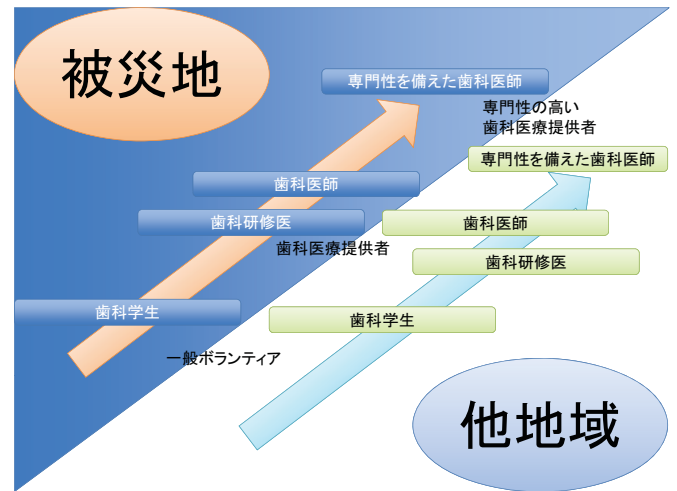 被災地
専門性を備えた歯科医師
専門性の高い
歯科医療提供者
専門性を備えた歯科医師
歯科医師
歯科研修医
歯科医師
歯科医療提供者
歯科研修医
歯科学生
歯科学生
一般ボランティア
他地域